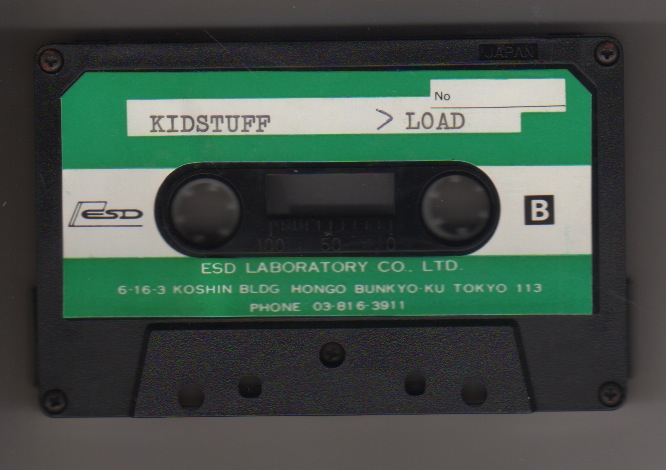 JAPAN
No
KIDSTUFF > LOAD
ESD
B
100 50 0
ESD LABORATORY CO., LTD.
6-16-3 KOSHIN BLDG HONGO BUNKYO-KU TOKYO 113
PHONE 03-816-3911